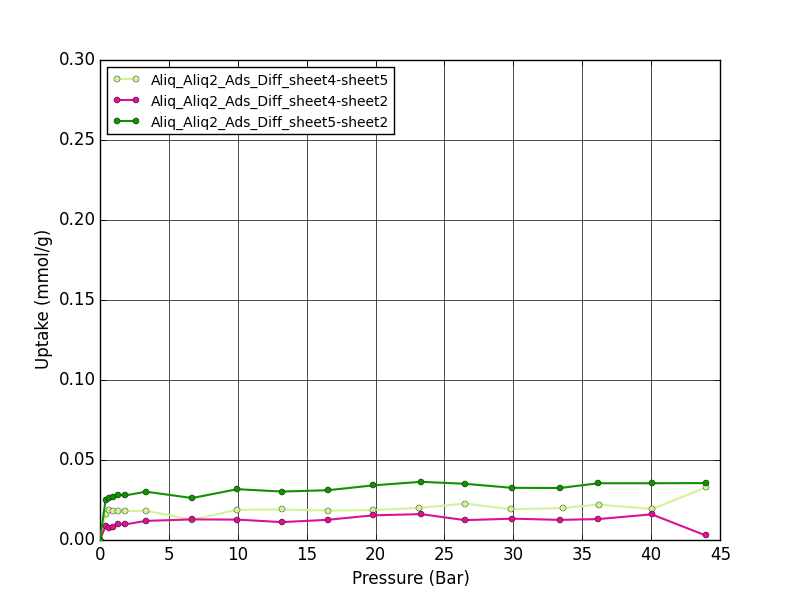 0.30
0.25
0.20
0.15
0.10
0.05
0.00
Uptake (mmol/g)
Aliq_Aliq2_Ads_Diff_sheet4-sheet5
Aliq_Aliq2_Ads_Diff_sheet4-sheet2
Aliq_Aliq2_Ads_Diff_sheet5-sheet2
0 5 10 15 20 25 30 35 40 45
Pressure (Bar)